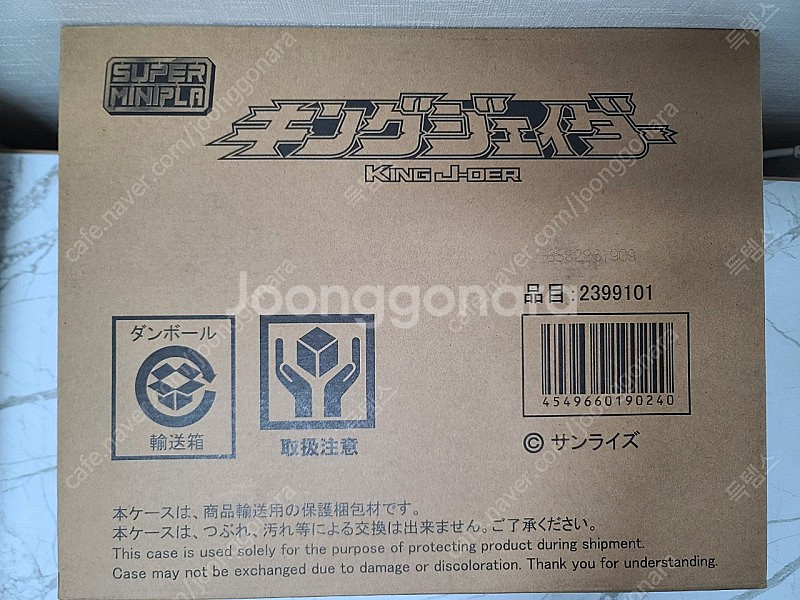 SUPER
MINIPLA
キングジェイダー
KING J-DER
品目:2399101
4549660190240
© サンライズ
ダンボール
輸送箱
取扱注意
本ケースは、商品輸送用の保護梱包材です。
本ケースは、つぶれ、汚れ等による交換は出来ません。ご了承ください。
This case is used solely for the purpose of protecting product during shipment.
Case may not be exchanged due to damage or discoloration. Thank you for understanding.
Joonggonara
cafe.naver.com/joonggonara
득템스